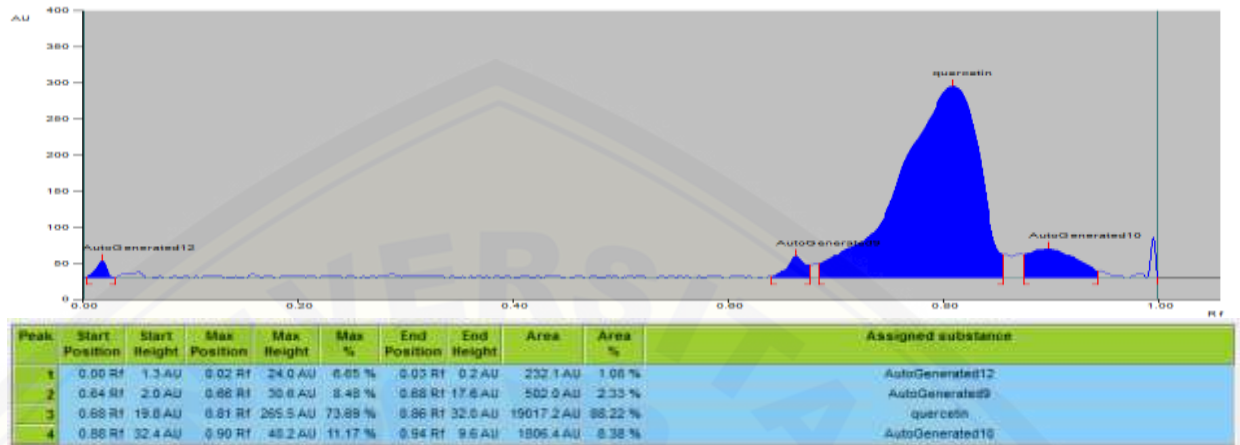 AU
400
350
300
250
200
150
100
50
0
quercetin
AutoGenerated12
AutoGenerated9
AutoGenerated10
0.00 0.20 0.40 0.60 0.80 1.00
Rf
Peak Start Position Start Height Max Position Max Height Max % End Position End Height Area Area % Assigned substance
1 0.00 Rf 1.3 AU 0.02 Rf 24.0 AU 6.65 % 0.03 Rf 0.2 AU 232.1 AU 1.08 % AutoGenerated12
2 0.64 Rf 2.0 AU 0.66 Rf 30.6 AU 8.48 % 0.68 Rf 17.6 AU 502.0 AU 2.33 % AutoGenerated9
3 0.68 Rf 19.8 AU 0.81 Rf 265.5 AU 73.69 % 0.86 Rf 32.0 AU 19017.2 AU 88.22 % quercetin
4 0.88 Rf 32.4 AU 0.90 Rf 40.2 AU 11.17 % 0.94 Rf 9.6 AU 1806.4 AU 8.38 % AutoGenerated10